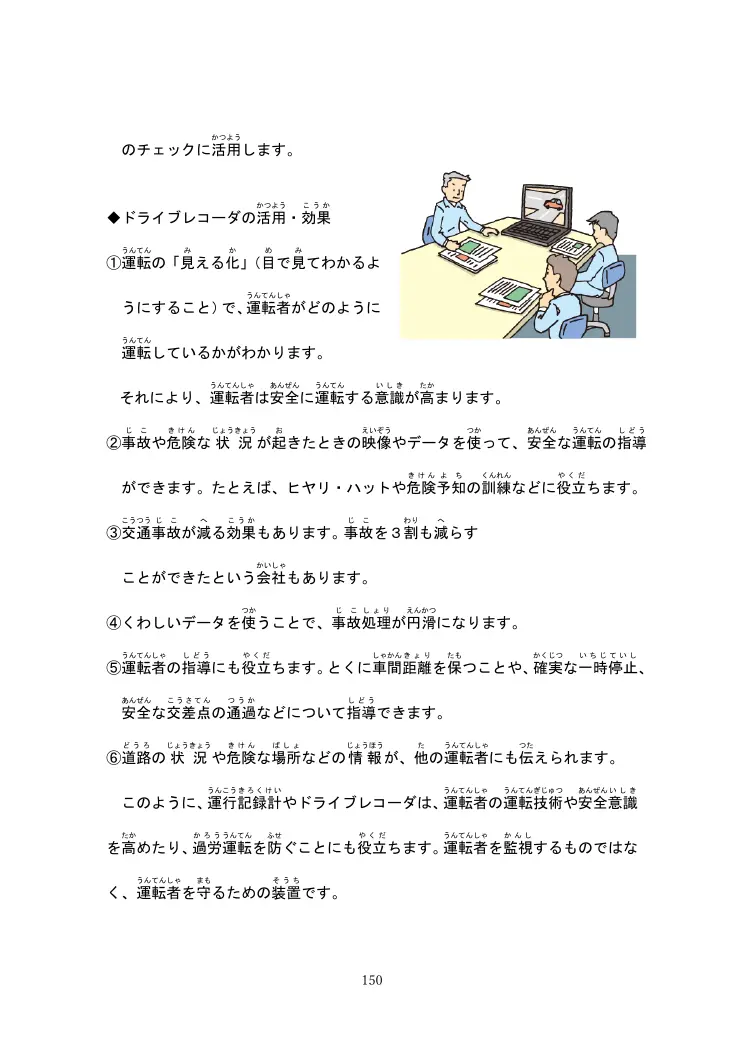 のチェックに活用します。
◆ドライブレコーダの活用・効果
①運転の「見える化」(目で見てわかるよ
うにすること)で、運転者がどのように
運転しているかがわかります。
それにより、運転者は安全に運転する意識が高まります。
②事故や危険な状況が起きたときの映像やデータを使って、安全な運転の指導
ができます。たとえば、ヒヤリ・ハットや危険予知の訓練などに役立ちます。
③交通事故が減る効果もあります。事故を3割も減らす
ことができたという会社もあります。
④くわしいデータを使うことで、事故処理が円滑になります。
⑤運転者の指導にも役立ちます。とくに車間距離を保つことや、確実な一時停止、
安全な交差点の通過などについて指導できます。
⑥道路の状況や危険な場所などの情報が、他の運転者にも伝えられます。
このように、運行記録計やドライブレコーダは、運転者の運転技術や安全意識
を高めたり、過労運転を防ぐことにも役立ちます。運転者を監視するものではな
く、運転者を守るための装置です。
150